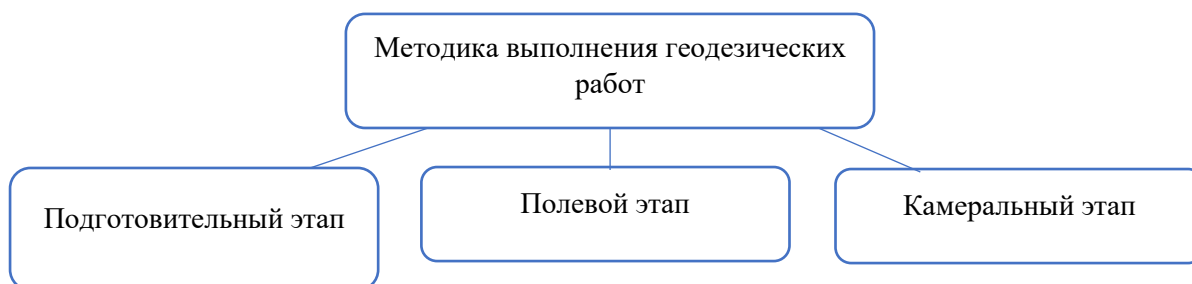 Методика выполнения геодезических
работ
Подготовительный этап
Полевой этап
Камеральный этап